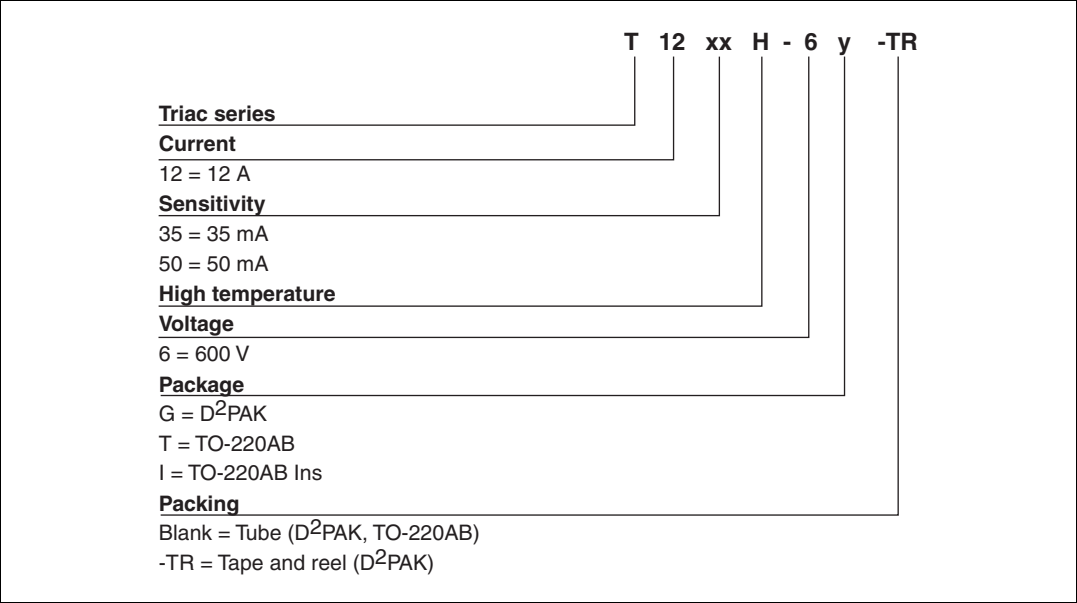 T 12 xx H - 6 y -TR
Triac series
Current
12 = 12 A
Sensitivity
35 = 35 mA
50 = 50 mA
High temperature
Voltage
6 = 600 V
Package
G = D²PAK
T = TO-220AB
I = TO-220AB Ins
Packing
Blank = Tube (D²PAK, TO-220AB)
-TR = Tape and reel (D²PAK)